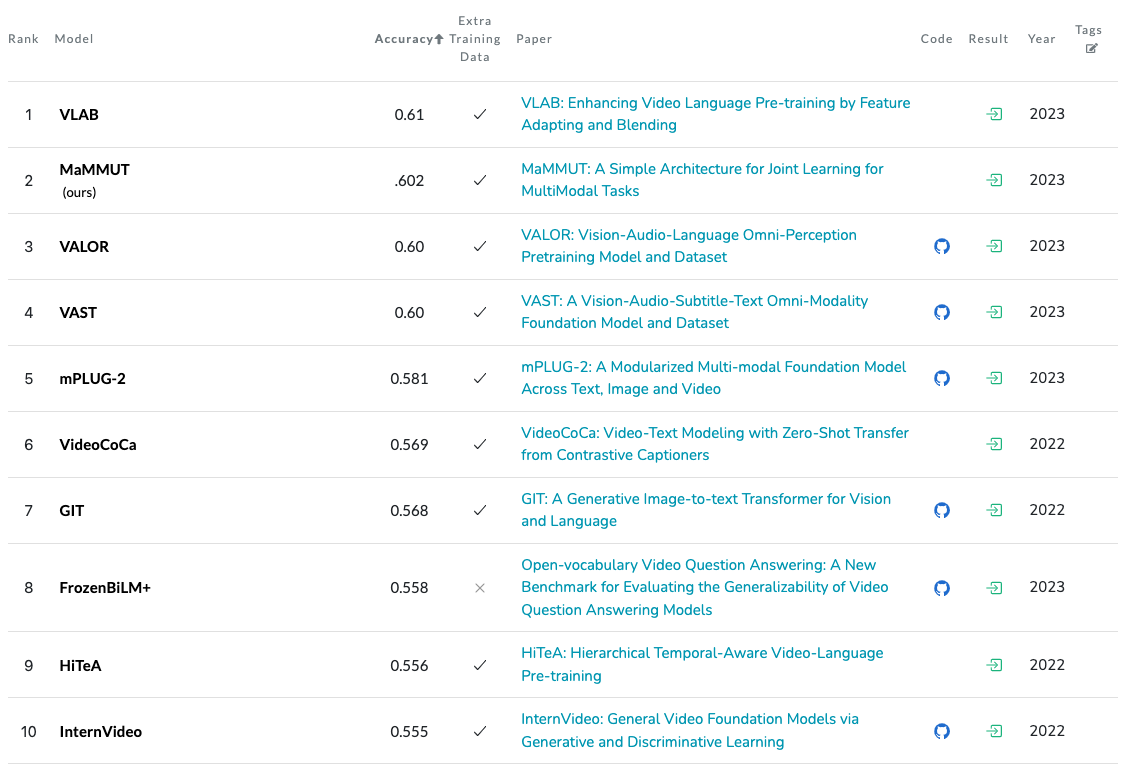 Rank Model Accuracy Extra Training Data Paper Code Result Year Tags
1 VLAB 0.61 VLAB: Enhancing Video Language Pre-training by Feature
Adapting and Blending 2023
2 MaMMUT .602 MaMMUT: A Simple Architecture for Joint Learning for
(ours) MultiModal Tasks 2023
3 VALOR 0.60 VALOR: Vision-Audio-Language Omni-Perception
Pretraining Model and Dataset 2023
4 VAST 0.60 VAST: A Vision-Audio-Subtitle-Text Omni-Modality
Foundation Model and Dataset 2023
5 mPLUG-2 0.581 mPLUG-2: A Modularized Multi-modal Foundation Model
Across Text, Image and Video 2023
6 VideoCoCa 0.569 VideoCoCa: Video-Text Modeling with Zero-Shot Transfer
from Contrastive Captioners 2022
7 GIT 0.568 GIT: A Generative Image-to-text Transformer for Vision
and Language 2022
8 FrozenBiLM+ 0.558 Open-vocabulary Video Question Answering: A New
Benchmark for Evaluating the Generalizability of Video
Question Answering Models 2023
9 HiTeA 0.556 HiTeA: Hierarchical Temporal-Aware Video-Language
Pre-training 2022
10 InternVideo 0.555 InternVideo: General Video Foundation Models via
Generative and Discriminative Learning 2022